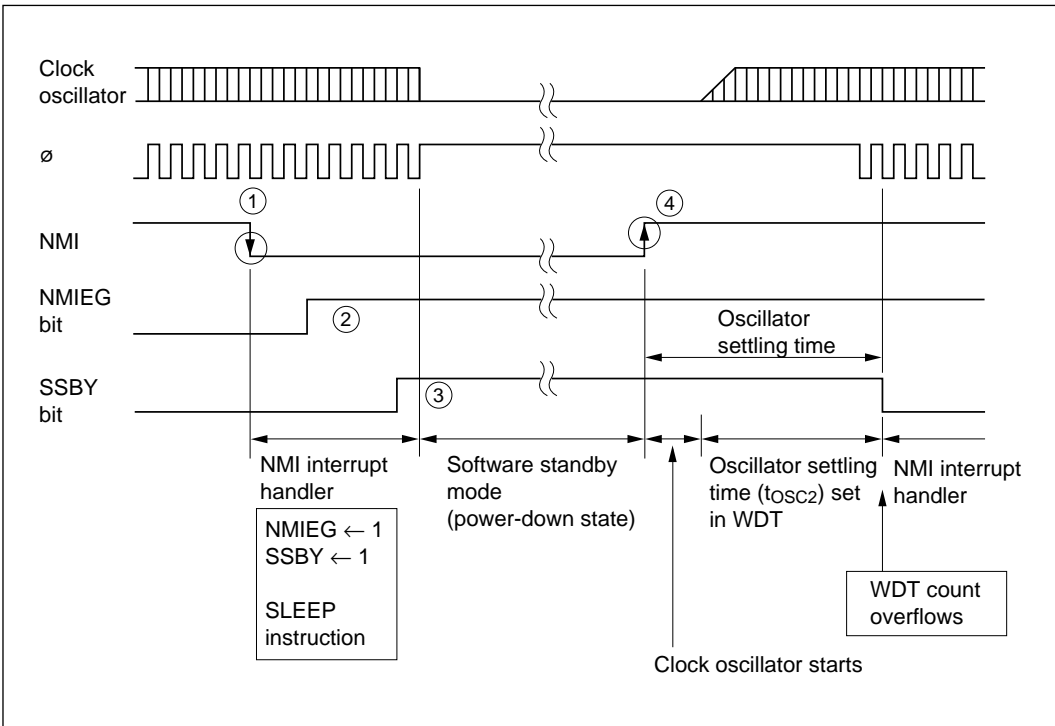 Clock
oscillator
ø
①
④
NMI
NMIEG
bit
②
Oscillator
settling time
SSBY
bit
③
NMI interrupt
handler
Software standby
mode
(power-down state)
Oscillator settling
time (tOSC2) set
in WDT
NMI interrupt
handler
NMIEG ← 1
SSBY ← 1
SLEEP
instruction
WDT count
overflows
Clock oscillator starts